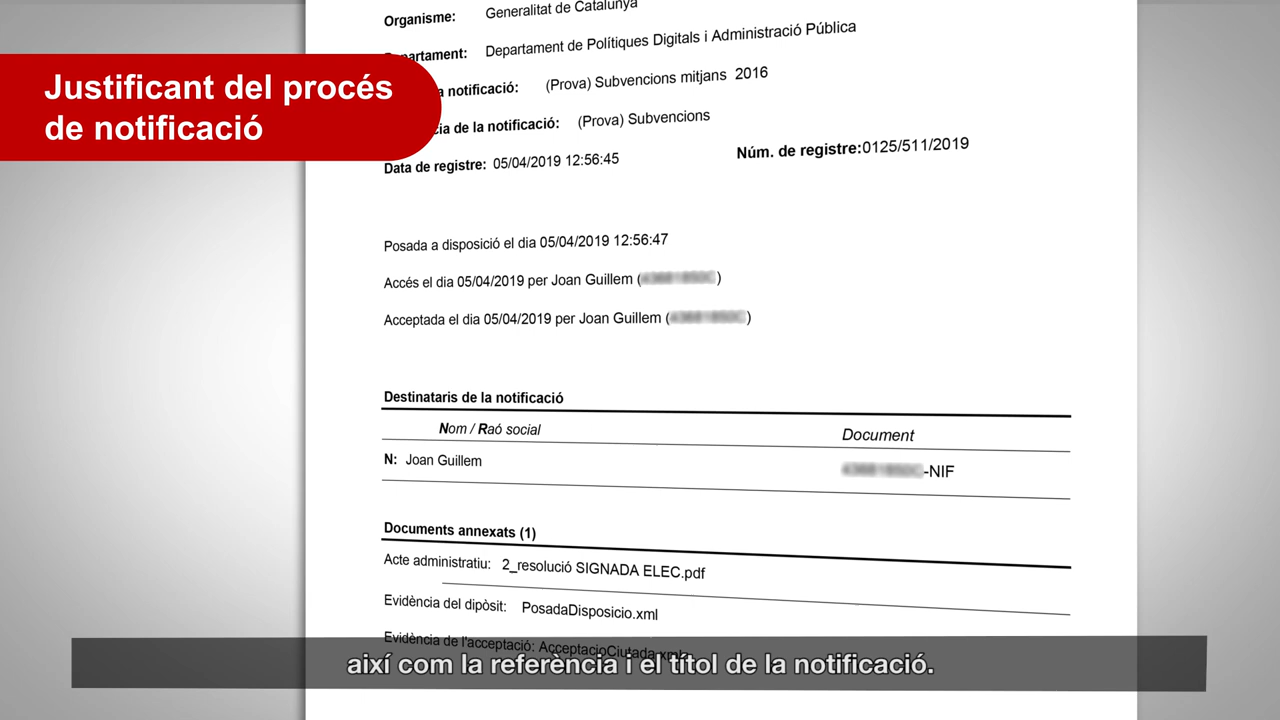 Organisme: Generalitat de Catalunya
Justificant del procés
de notificació
partament: Departament de Polítiques Digitals i Administració Pública
a notificació: (Prova) Subvencions mitjans 2016
cia de la notificació: (Prova) Subvencions
Data de registre: 05/04/2019 12:56:45 Núm. de registre:0125/511/2019
Posada a disposició el dia 05/04/2019 12:56:47
Accés el dia 05/04/2019 per Joan Guillem ( )
Acceptada el dia 05/04/2019 per Joan Guillem ( )
Destinataris de la notificació
Nom / Raó social Document
N: Joan Guillem -NIF
Documents annexats (1)
Acte administratiu: 2_resolució SIGNADA ELEC.pdf
Evidència del dipòsit: PosadaDisposicio.xml
Evidència de l'acceptació: AcceptacioCiutada.xml
així com la referència i el títol de la notificació.